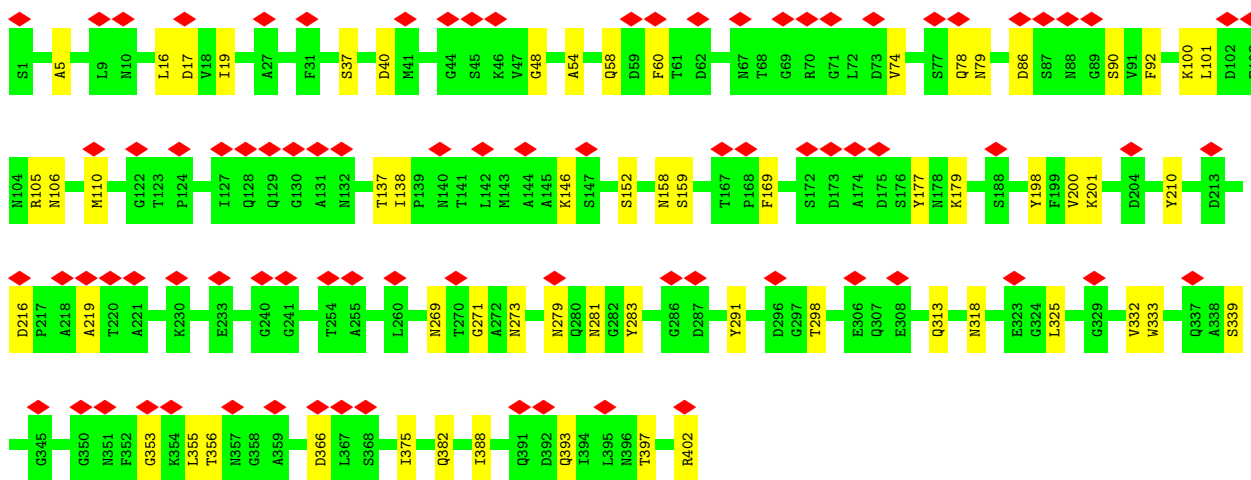 S1 A5 L9 N10 L16 D17 V18 I19 A27 F31 S37 D40 M41 G44 S45 K46 V47 G48 A54 Q58 D59 F60 T61 D62 N67 T68 G69 R70 G71 L72 D73 V74 S77 Q78 N79 D86 S87 N88 G89 S90 V91 F92 K100 L101 D102
N104 R105 N106 M110 G122 T123 P124 I127 Q128 Q129 G130 A131 N132 T137 I138 P139 N140 T141 L142 M143 A144 A145 K146 S147 S152 N158 S159 T167 P168 F169 S172 D173 A174 D175 S176 Y177 N178 K179 S188 Y198 F199 V200 K201 D204 Y210 D213
D216 P217 A218 A219 T220 A221 K230 E233 G240 G241 T254 A255 L260 N269 T270 G271 A272 N273 N279 Q280 N281 G282 Y283 G286 D287 Y291 D296 G297 T298 E306 Q307 E308 Q313 N318 E323 G324 L325 G329 V332 W333 Q337 A338 S339
G345 G350 N351 F352 G353 K354 L355 T356 N357 G358 A359 D366 L367 S368 I375 Q382 I388 Q391 D392 Q393 I394 L395 N396 T397 R402